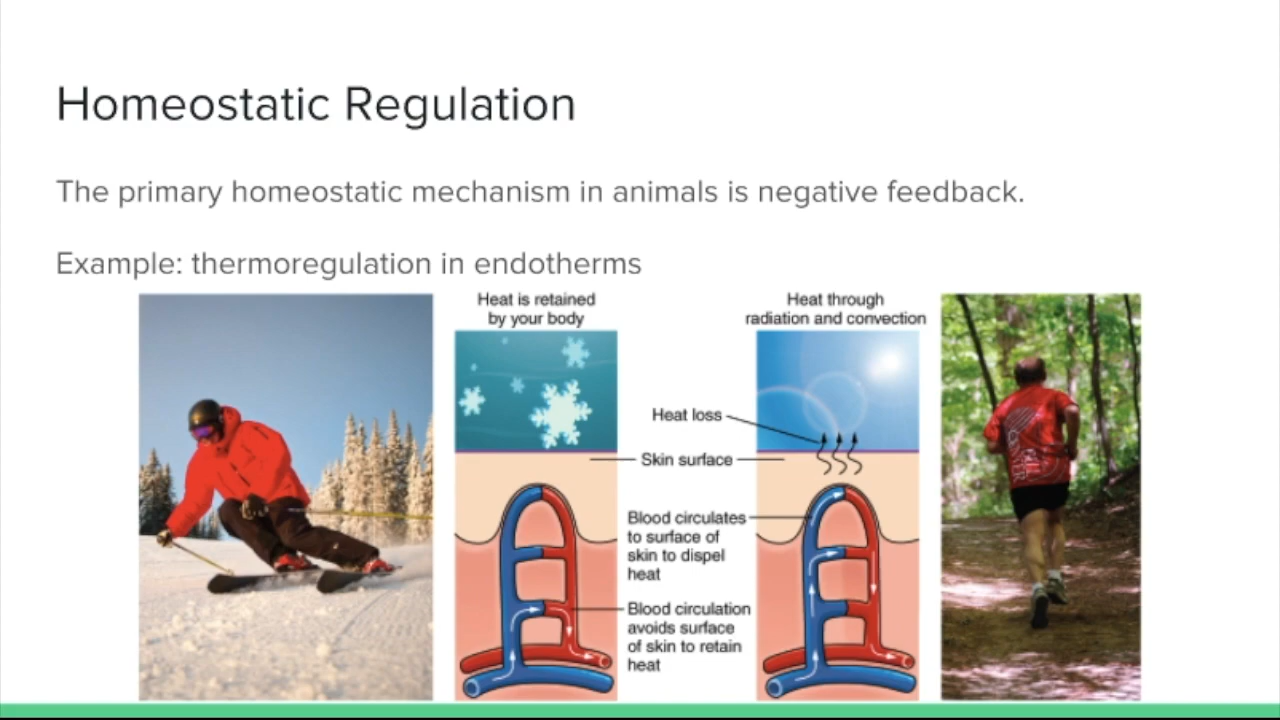 Homeostatic Regulation
The primary homeostatic mechanism in animals is negative feedback.
Example: thermoregulation in endotherms
Heat is retained
by your body
Heat through
radiation and convection
Heat loss
Skin surface
Blood circulates
to surface of
skin to dispel
heat
Blood circulation
avoids surface
of skin to retain
heat